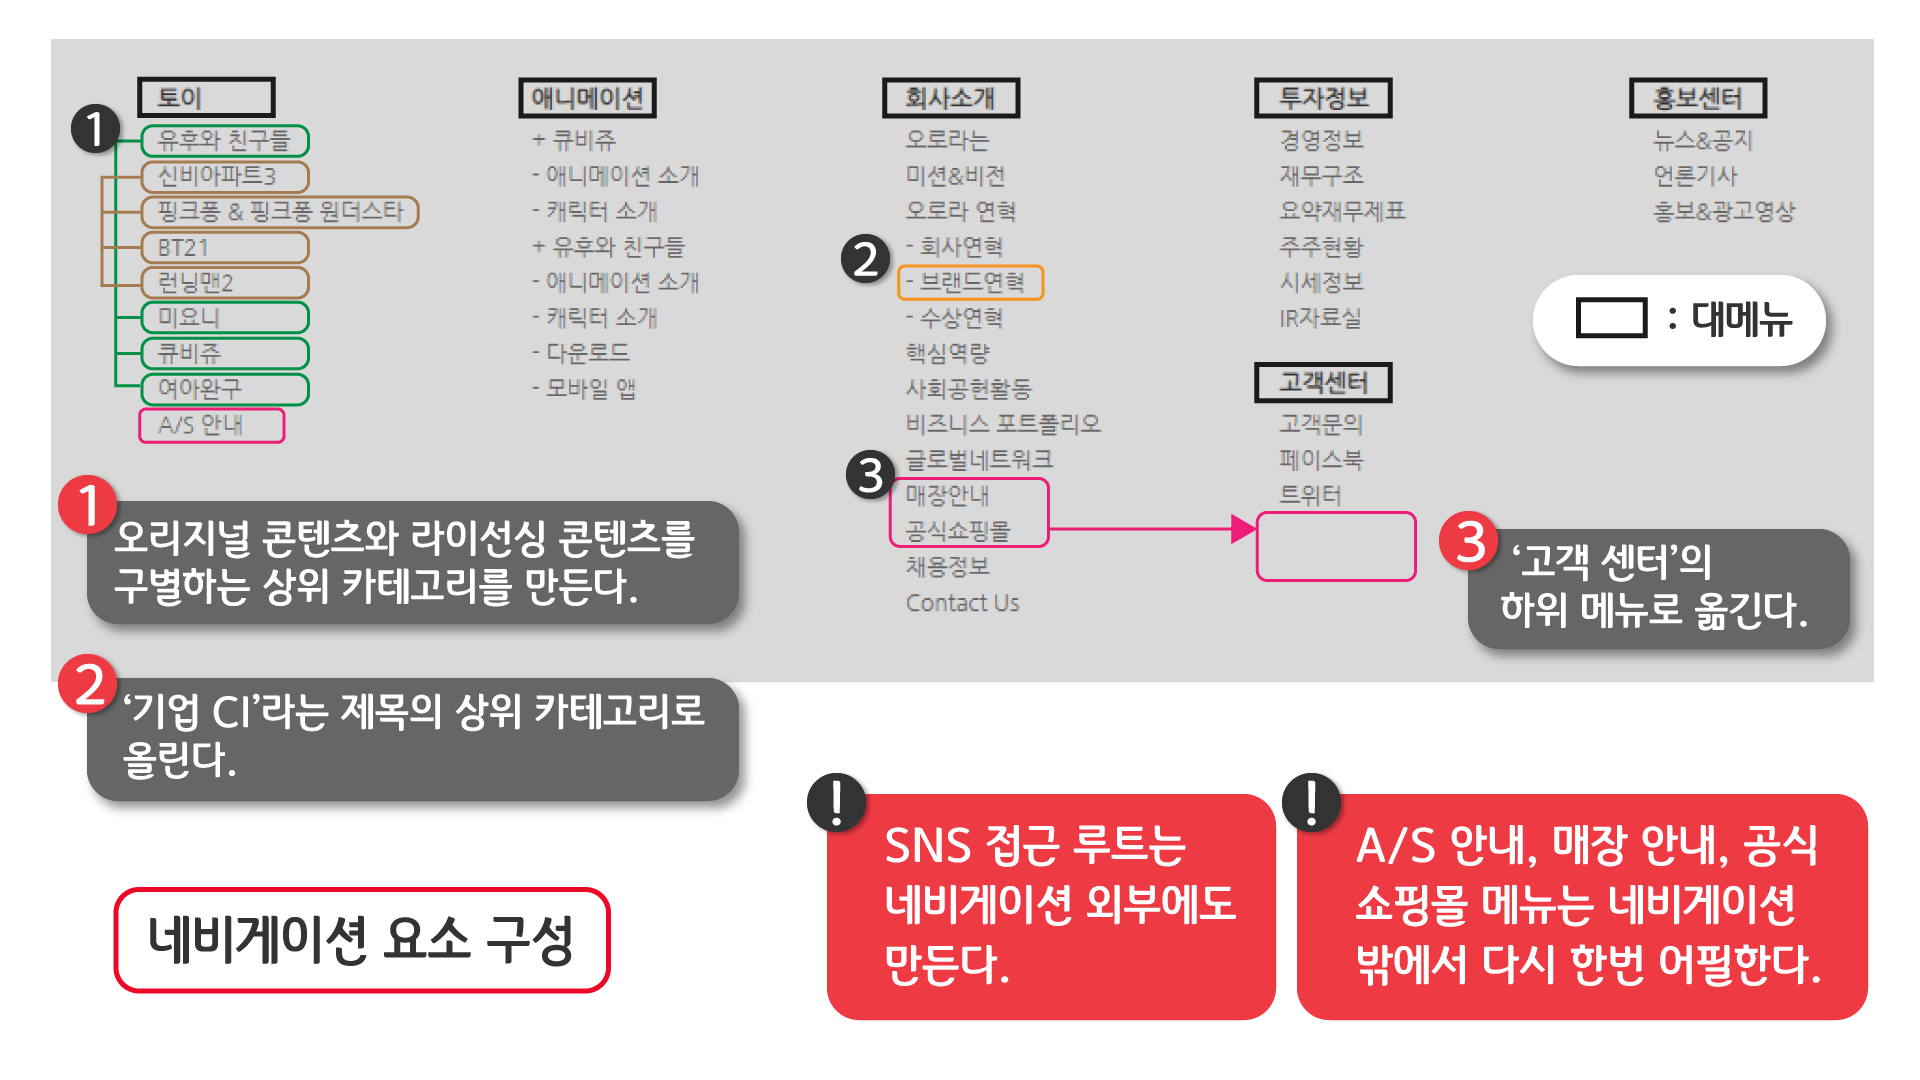 토이
1
유후와 친구들
신비아파트3
핑크퐁 & 핑크퐁 원더스타
BT21
런닝맨2
미요니
큐비쥬
여아완구
A/S 안내
애니메이션
+ 큐비쥬
- 애니메이션 소개
- 캐릭터 소개
+ 유후와 친구들
- 애니메이션 소개
- 캐릭터 소개
- 다운로드
- 모바일 앱
회사소개
오로라는
미션&비전
오로라 연혁
2
- 회사연혁
- 브랜드연혁
- 수상연혁
핵심역량
사회공헌활동
비즈니스 포트폴리오
글로벌네트워크
3
매장안내
공식쇼핑몰
채용정보
Contact Us
투자정보
경영정보
재무구조
요약재무제표
주주현황
시세정보
IR자료실
고객센터
고객문의
페이스북
트위터
홍보센터
뉴스&공지
언론기사
홍보&광고영상
: 대메뉴
1
오리지널 콘텐츠와 라이선싱 콘텐츠를
구별하는 상위 카테고리를 만든다.
2
‘기업 CI’라는 제목의 상위 카테고리로
올린다.
3
‘고객 센터’의
하위 메뉴로 옮긴다.
네비게이션 요소 구성
!
SNS 접근 루트는
네비게이션 외부에도
만든다.
!
A/S 안내, 매장 안내, 공식
쇼핑몰 메뉴는 네비게이션
밖에서 다시 한번 어필한다.